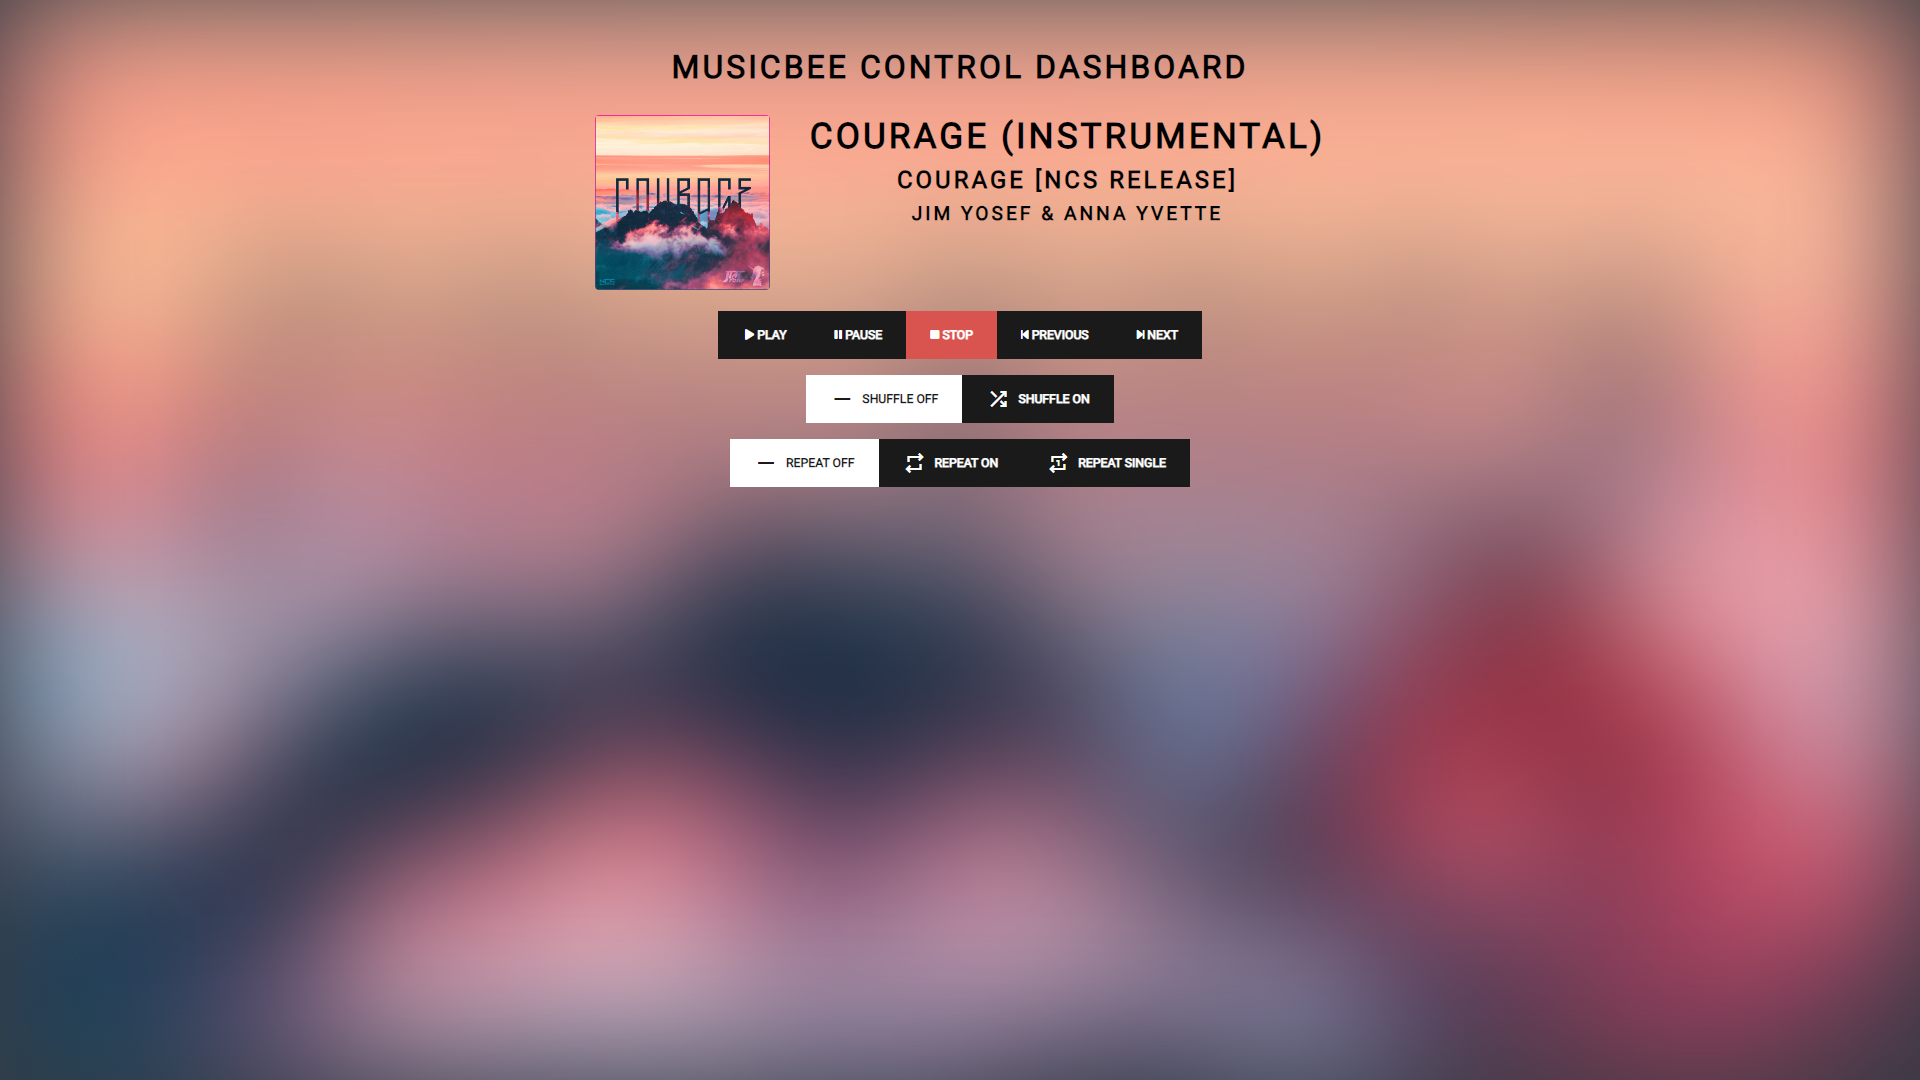 MUSICBEE CONTROL DASHBOARD
COURAGE
NCS
COURAGE (INSTRUMENTAL)
COURAGE [NCS RELEASE]
JIM YOSEF & ANNA YVETTE
PLAY PAUSE STOP PREVIOUS NEXT
SHUFFLE OFF SHUFFLE ON
REPEAT OFF REPEAT ON REPEAT SINGLE